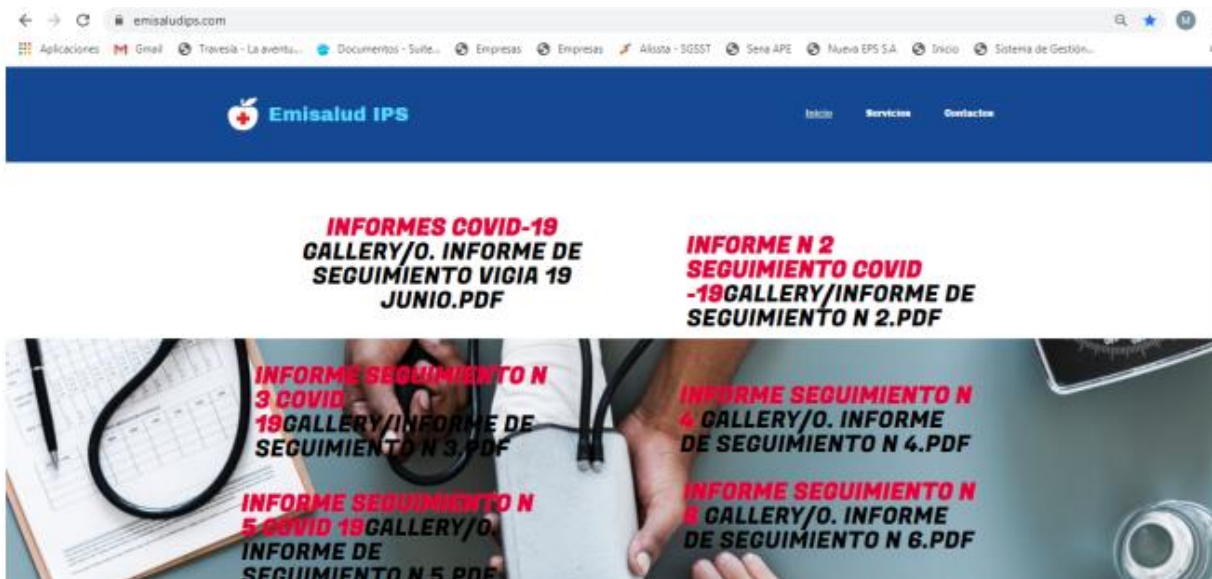 emisaludips.com
Aplicaciones Gmail Travesía - La aventu... Documentos - Suite... Empresas Empresas Alissta - SGSST Sena APE Nueva EPS S.A Inicio Sistema de Gestión...
Emisalud IPS
Inicio Servicios Contactos
INFORMES COVID-19
GALLERY/O. INFORME DE
SEGUIMIENTO VIGIA 19
JUNIO.PDF
INFORME N 2
SEGUIMIENTO COVID
-19GALLERY/INFORME DE
SEGUIMIENTO N 2.PDF
INFORME SEGUIMIENTO N
3 COVID
19GALLERY/INFORME DE
SEGUIMIENTO N 3.PDF
INFORME SEGUIMIENTO N
4 GALLERY/O. INFORME
DE SEGUIMIENTO N 4.PDF
INFORME SEGUIMIENTO N
5 COVID 19GALLERY/O.
INFORME DE
SEGUIMIENTO N 5.PDF
INFORME SEGUIMIENTO N
6 GALLERY/O. INFORME
DE SEGUIMIENTO N 6.PDF